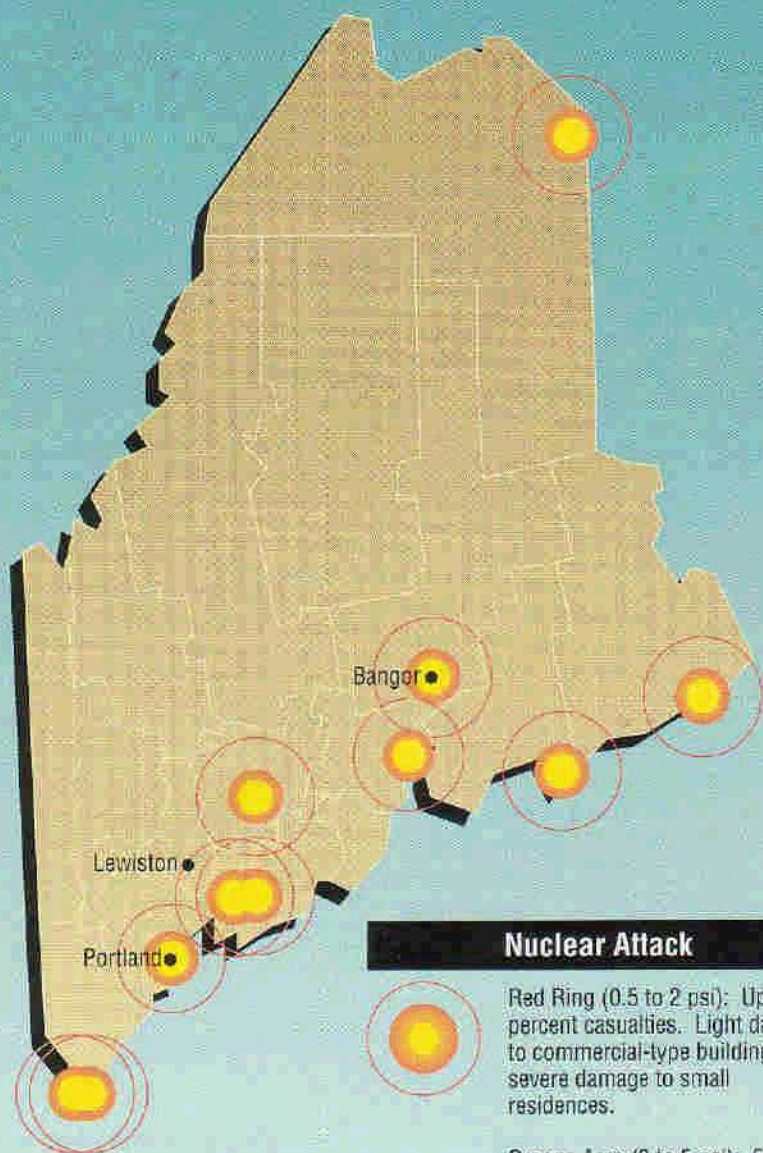 Bangor
Lewiston
Portland
Nuclear Attack
Red Ring (0.5 to 2 psi): Up
percent casualties. Light da
to commercial-type building
severe damage to small
residences.